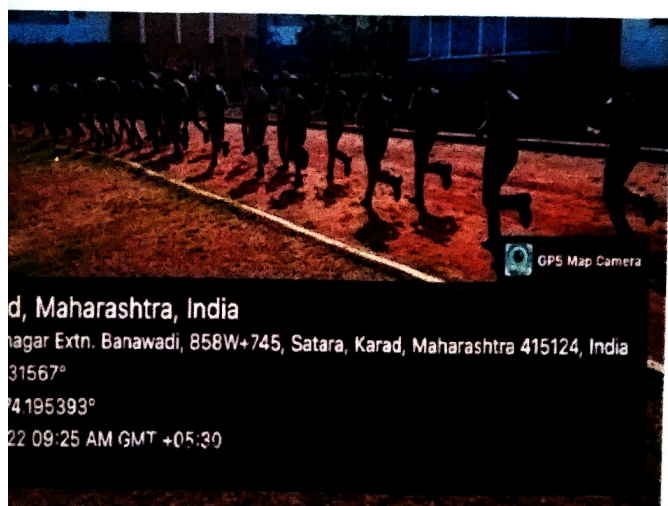 GPS Map Camera
d, Maharashtra, India
nagar Extn. Banawadi, 858W+745, Satara, Karad, Maharashtra 415124, India
31567°
74.195393°
22 09:25 AM GMT +05:30